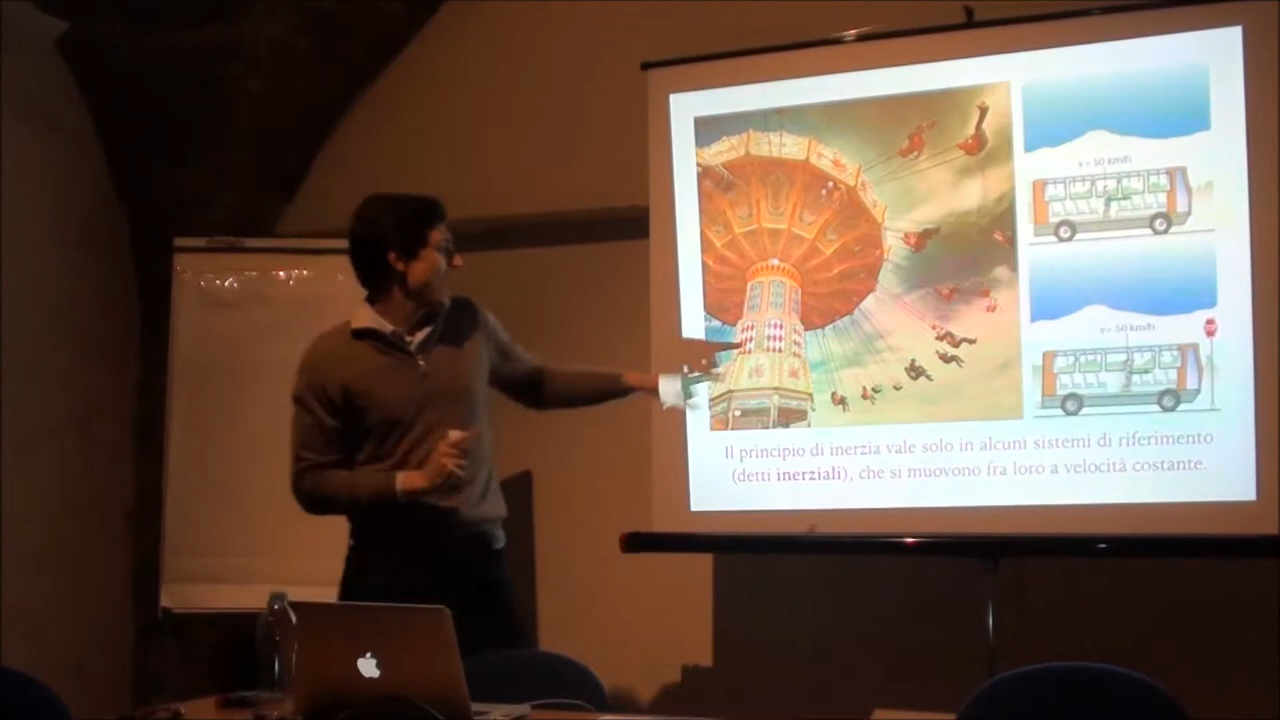 v = 50 km/h
v = 50 km/h
STOP
Il principio di inerzia vale solo in alcuni sistemi di riferimento
(detti inerziali), che si muovono fra loro a velocità costante.